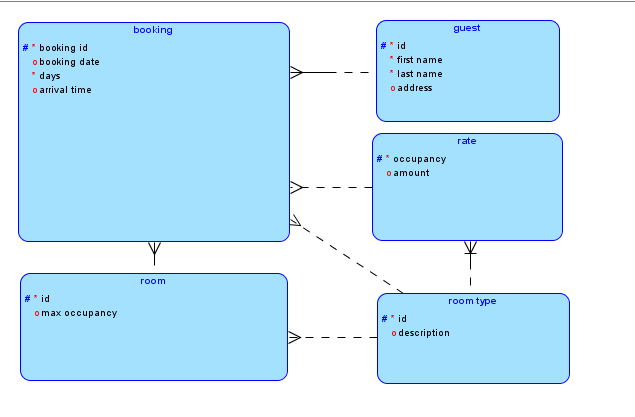 booking
# * booking id
o booking date
* days
o arrival time
guest
# * id
* first name
* last name
o address
rate
# * occupancy
o amount
room
# * id
o max occupancy
room type
# * id
o description